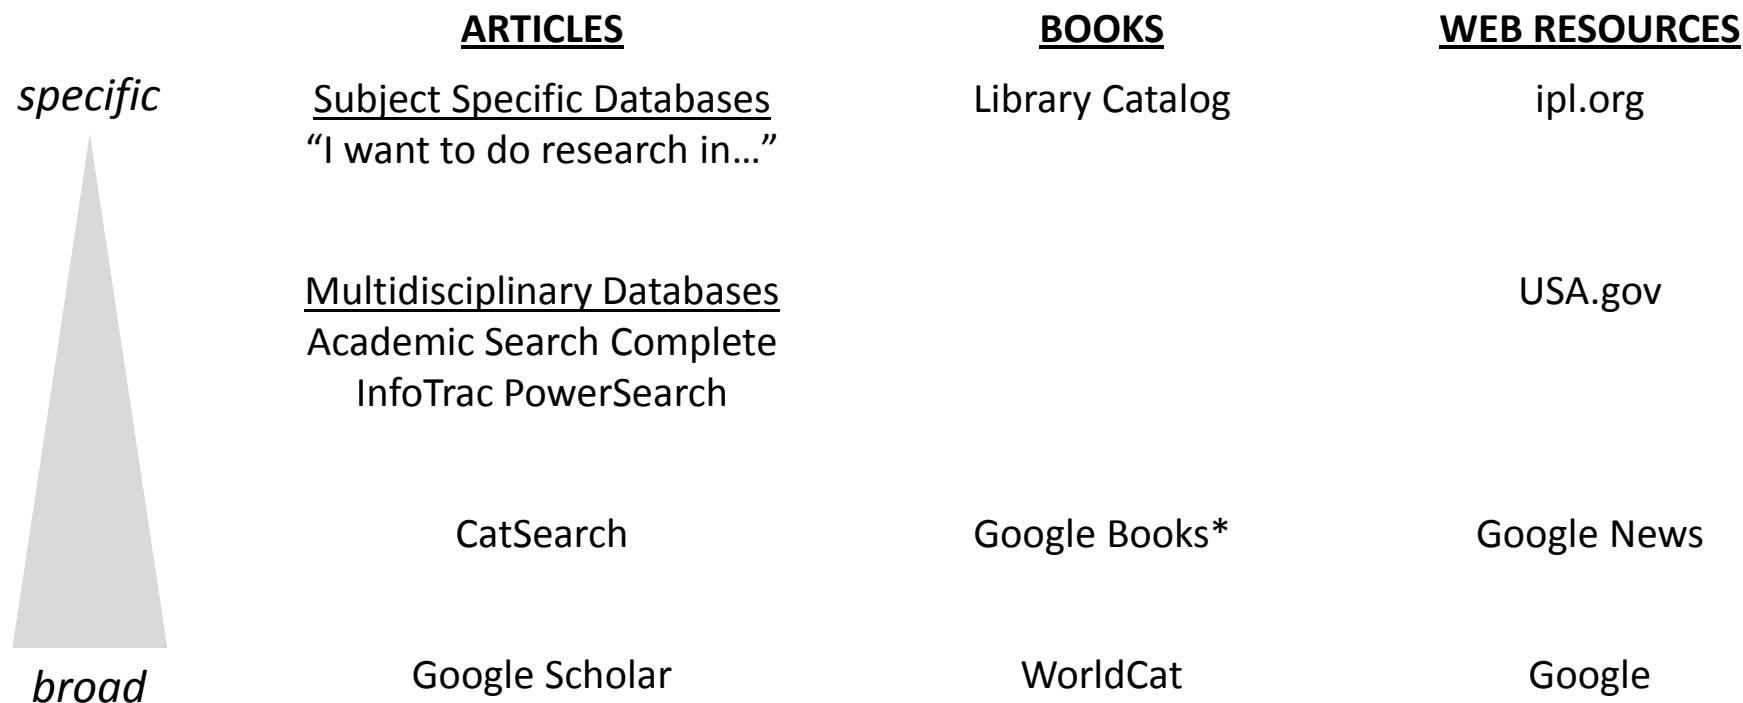 ARTICLES BOOKS WEB RESOURCES
specific Subject Specific Databases Library Catalog ipl.org
“I want to do research in…”
Multidisciplinary Databases USA.gov
Academic Search Complete
InfoTrac PowerSearch
CatSearch Google Books* Google News
broad Google Scholar WorldCat Google